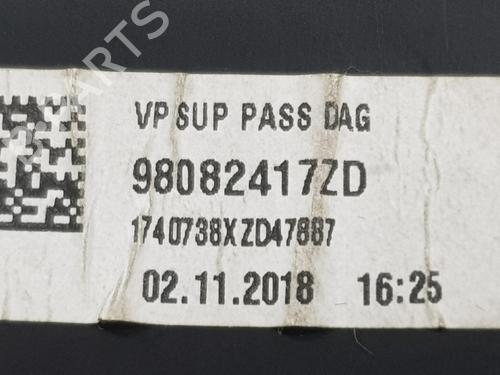 VP SUP PASS DAG
98082417ZD
1740738XZD47887
02.11.2018 16:25